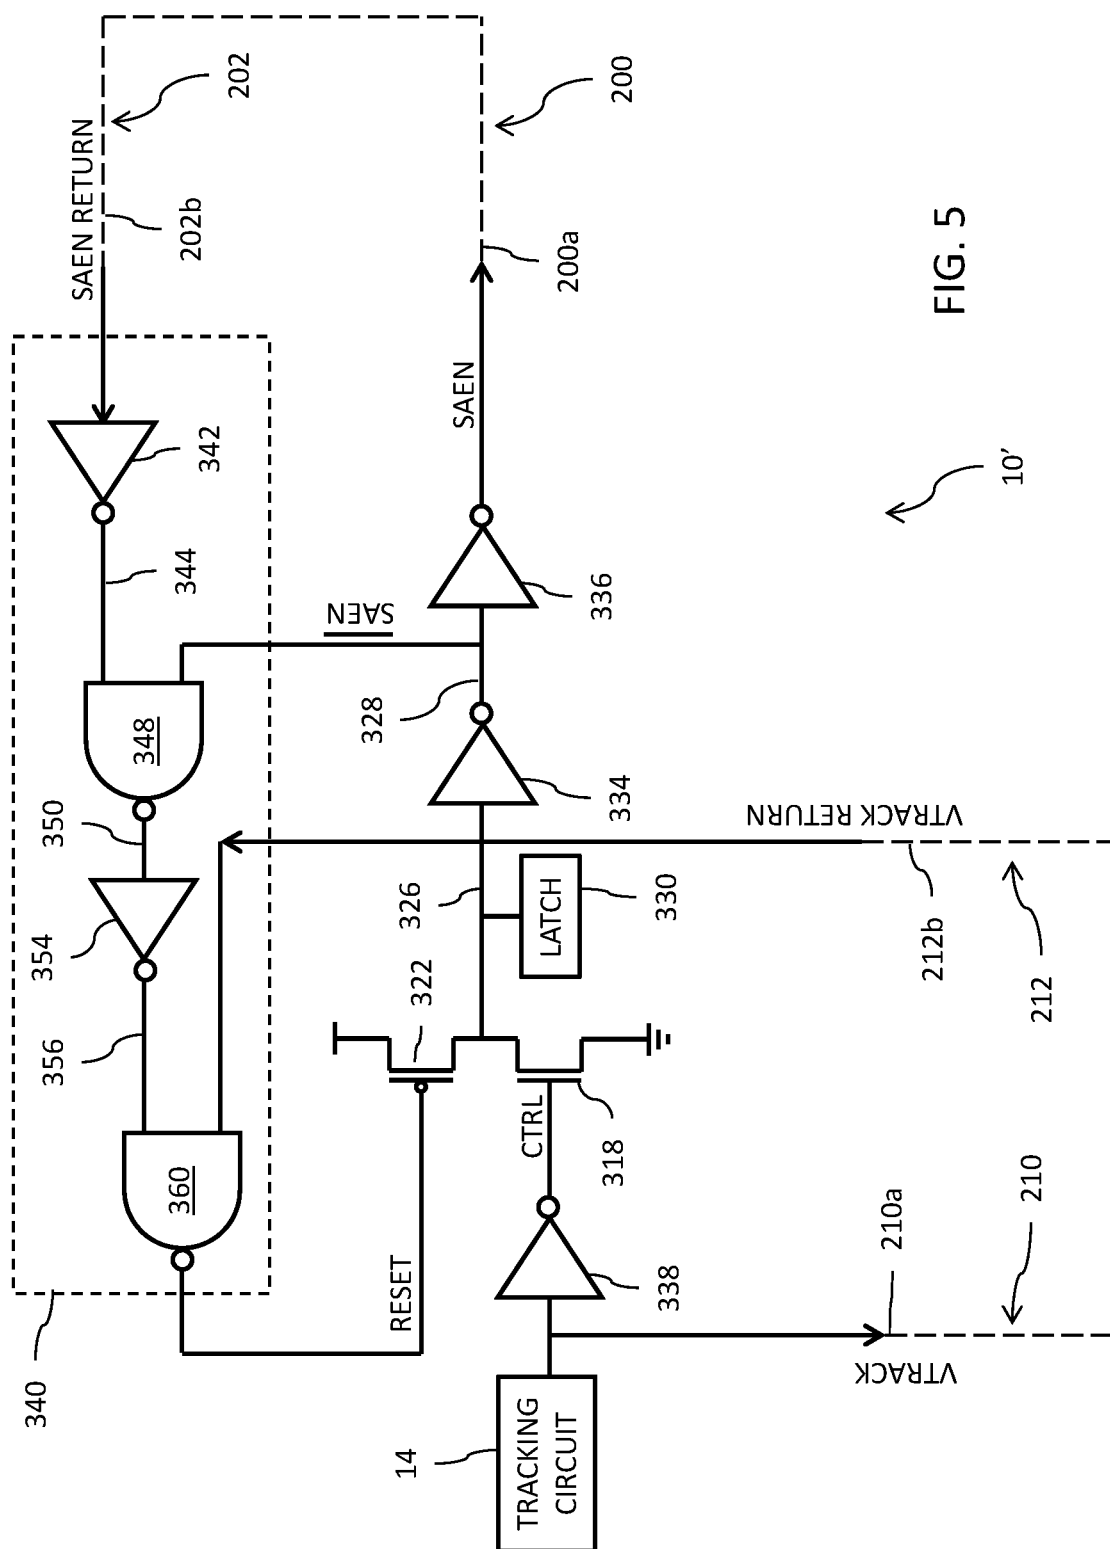 340
360
356
354
350
348
344
342
SAEN RETURN
202b
202
RESET
322
326
328
SAEN
SAEN
200a
200
14
TRACKING
CIRCUIT
338
CTRL
318
LATCH
330
334
336
VTRACK
210a
210
VTRACK RETURN
212b
212
10’
FIG. 5